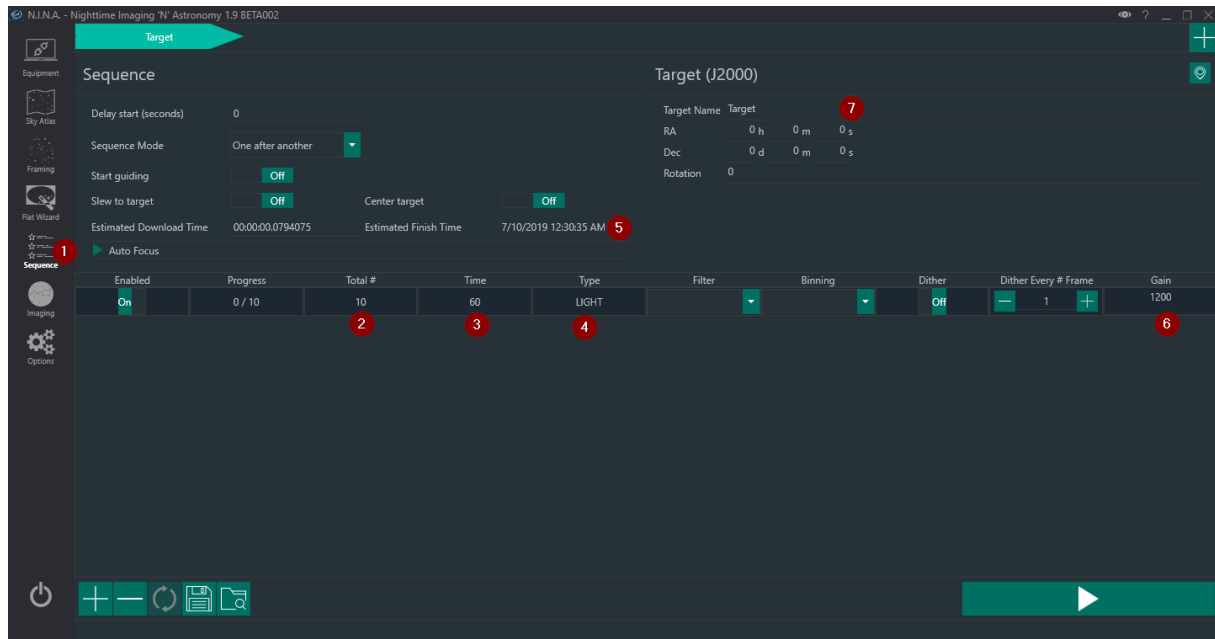 N.I.N.A. - Nighttime Imaging 'N' Astronomy 1.9 BETA002
?
Target
Equipment
Sky Atlas
Framing
Flat Wizard
1
Sequence
Imaging
Options
Sequence
Delay start (seconds) 0
Sequence Mode One after another
Start guiding Off
Slew to target Off Center target Off
Estimated Download Time 00:00:00.0794075 Estimated Finish Time 7/10/2019 12:30:35 AM 5
Auto Focus
Target (J2000)
Target Name Target 7
RA 0 h 0 m 0 s
Dec 0 d 0 m 0 s
Rotation 0
Enabled Progress Total # Time Type Filter Binning Dither Dither Every # Frame Gain
On 0 / 10 10 60 LIGHT Off 1 1200
2 3 4 6